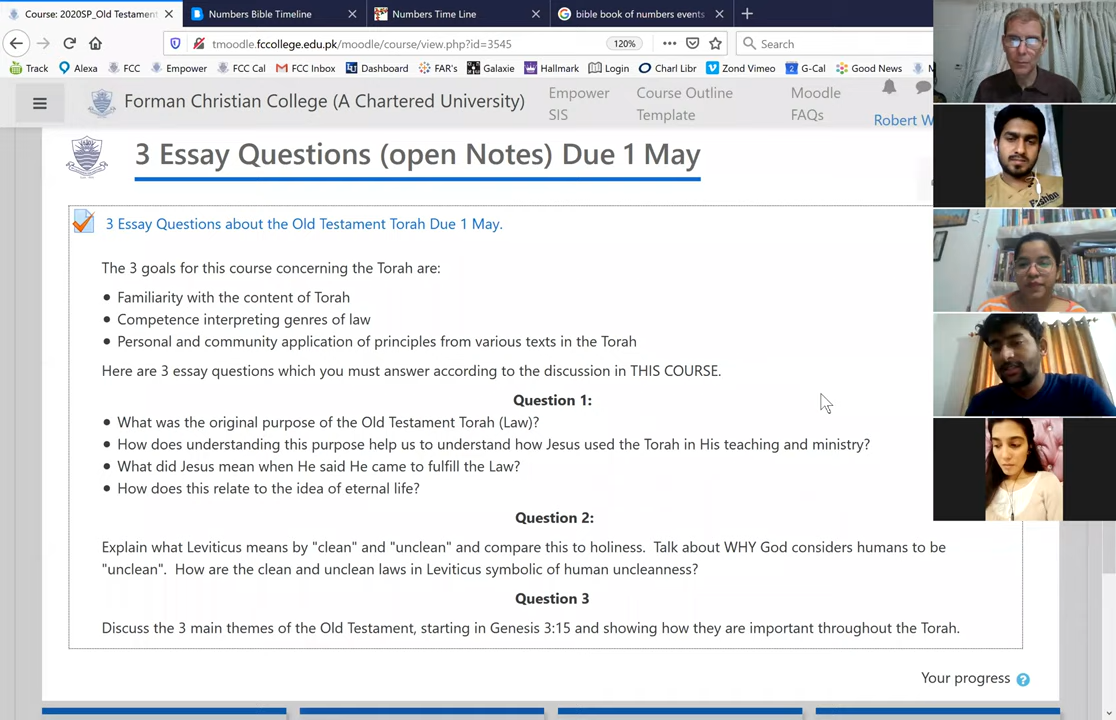 Course: 2020SP_Old Testament
Numbers Bible Timeline
Numbers Time Line
bible book of numbers events
tmoodle.fccollege.edu.pk/moodle/course/view.php?id=3545
120%
Search
Track
Alexa
FCC
Empower
FCC Cal
FCC Inbox
Dashboard
FAR's
Galaxie
Hallmark
Login
Charl Libr
Zond Vimeo
G-Cal
Good News
Forman Christian College (A Chartered University)
Empower SIS
Course Outline Template
Moodle FAQs
Robert W
3 Essay Questions (open Notes) Due 1 May
3 Essay Questions about the Old Testament Torah Due 1 May.
The 3 goals for this course concerning the Torah are:
• Familiarity with the content of Torah
• Competence interpreting genres of law
• Personal and community application of principles from various texts in the Torah
Here are 3 essay questions which you must answer according to the discussion in THIS COURSE.
Question 1:
• What was the original purpose of the Old Testament Torah (Law)?
• How does understanding this purpose help us to understand how Jesus used the Torah in His teaching and ministry?
• What did Jesus mean when He said He came to fulfill the Law?
• How does this relate to the idea of eternal life?
Question 2:
Explain what Leviticus means by "clean" and "unclean" and compare this to holiness. Talk about WHY God considers humans to be
"unclean". How are the clean and unclean laws in Leviticus symbolic of human uncleanness?
Question 3
Discuss the 3 main themes of the Old Testament, starting in Genesis 3:15 and showing how they are important throughout the Torah.
Your progress
Fashion